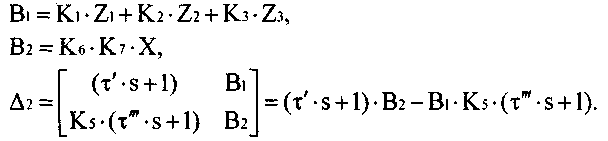 B₁ = K₁·Z₁ + K₂·Z₂ + K₃·Z₃,
B₂ = K₆·K₇·X,
Δ₂ = [ (τ′·s+1) B₁ ; K₅·(τ‴·s+1) B₂ ] = (τ′·s+1)·B₂ − B₁·K₅·(τ‴·s+1).